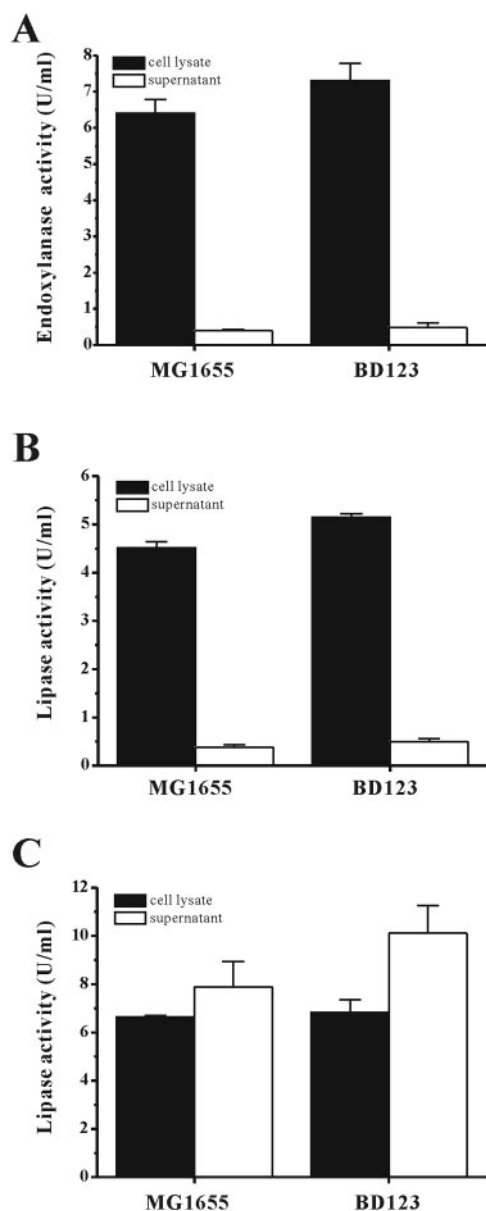 A
Endoxylanase activity (U/ml)
8
7
6
5
4
3
2
1
0
cell lysate
supernatant
MG1655 BD123
B
Lipase activity (U/ml)
6
5
4
3
2
1
0
cell lysate
supernatant
MG1655 BD123
C
Lipase activity (U/ml)
12
10
8
6
4
2
0
cell lysate
supernatant
MG1655 BD123